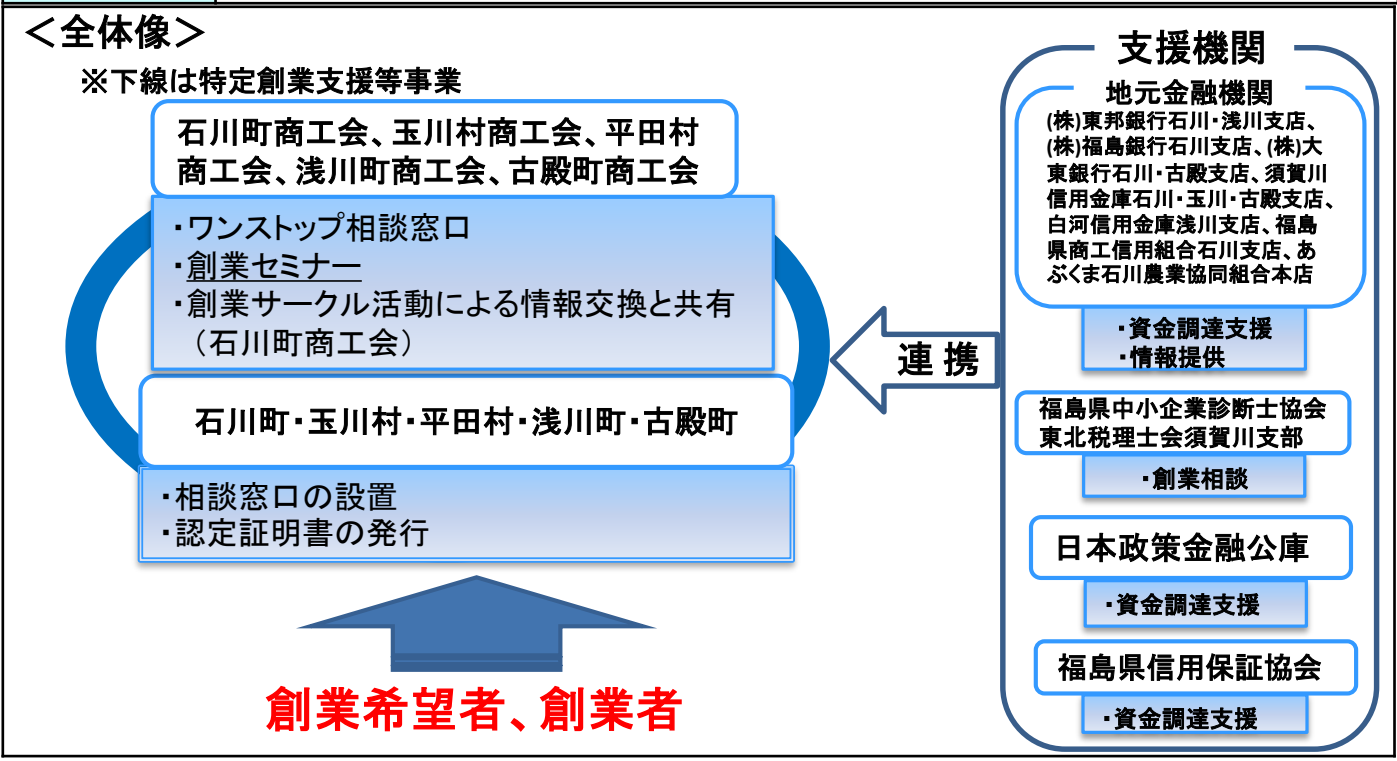 ＜全体像＞
※下線は特定創業支援等事業
石川町商工会、玉川村商工会、平田村
商工会、浅川町商工会、古殿町商工会
・ワンストップ相談窓口
・創業セミナー
・創業サークル活動による情報交換と共有
（石川町商工会）
石川町・玉川村・平田村・浅川町・古殿町
・相談窓口の設置
・認定証明書の発行
創業希望者、創業者
連 携
支援機関
地元金融機関
(株)東邦銀行石川・浅川支店、
(株)福島銀行石川支店、(株)大
東銀行石川・古殿支店、須賀川
信用金庫石川・玉川・古殿支店、
白河信用金庫浅川支店、福島
県商工信用組合石川支店、あ
ぶくま石川農業協同組合本店
・資金調達支援
・情報提供
福島県中小企業診断士協会
東北税理士会須賀川支部
・創業相談
日本政策金融公庫
・資金調達支援
福島県信用保証協会
・資金調達支援